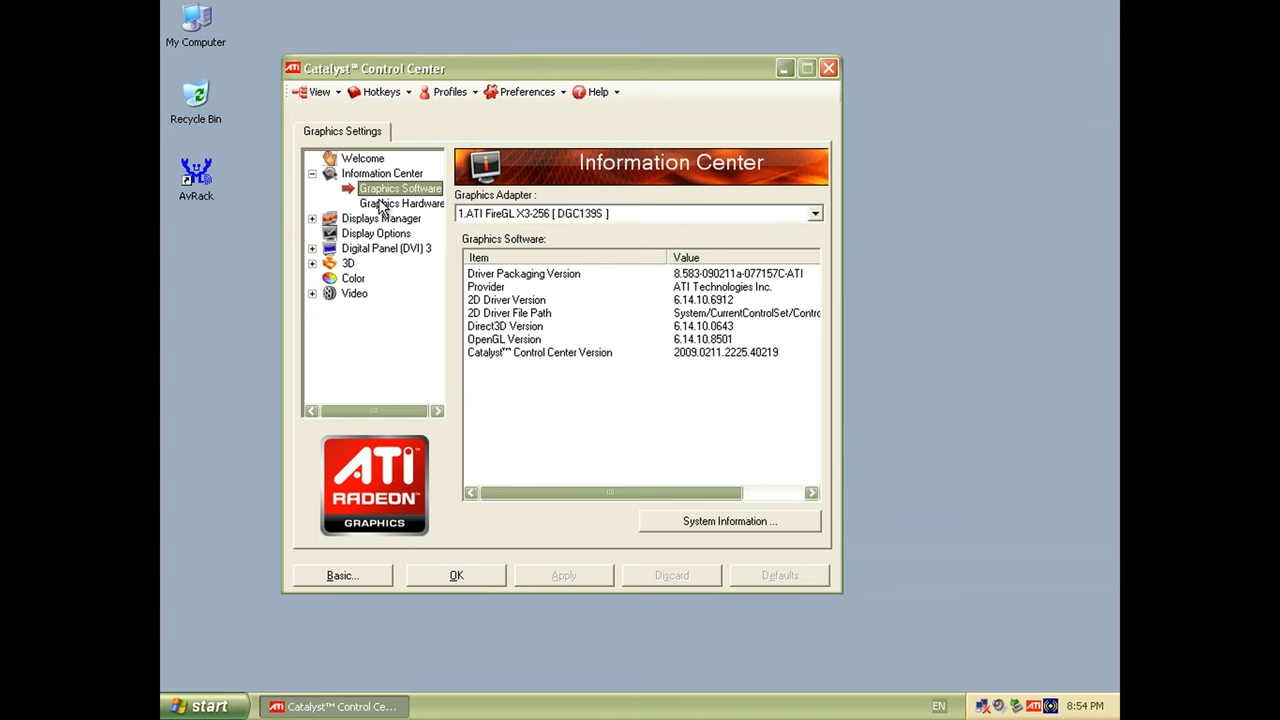 My Computer
Recycle Bin
AvRack
ATI Catalyst™ Control Center
View Hotkeys Profiles Preferences Help
Graphics Settings
Welcome
Information Center
Graphics Software
Graphics Hardware
Displays Manager
Display Options
Digital Panel (DVI) 3
3D
Color
Video
ATI
RADEON
GRAPHICS
Information Center
Graphics Adapter :
1.ATI FireGL X3-256 [ DGC139S ]
Graphics Software:
Item Value
Driver Packaging Version 8.583-090211a-077157C-ATI
Provider ATI Technologies Inc.
2D Driver Version 6.14.10.6912
2D Driver File Path System/CurrentControlSet/Contro
Direct3D Version 6.14.10.0643
OpenGL Version 6.14.10.8501
Catalyst™ Control Center Version 2009.0211.2225.40219
System Information ...
Basic... OK Apply Discard Defaults
start ATI Catalyst™ Control Ce... EN ATI 8:54 PM